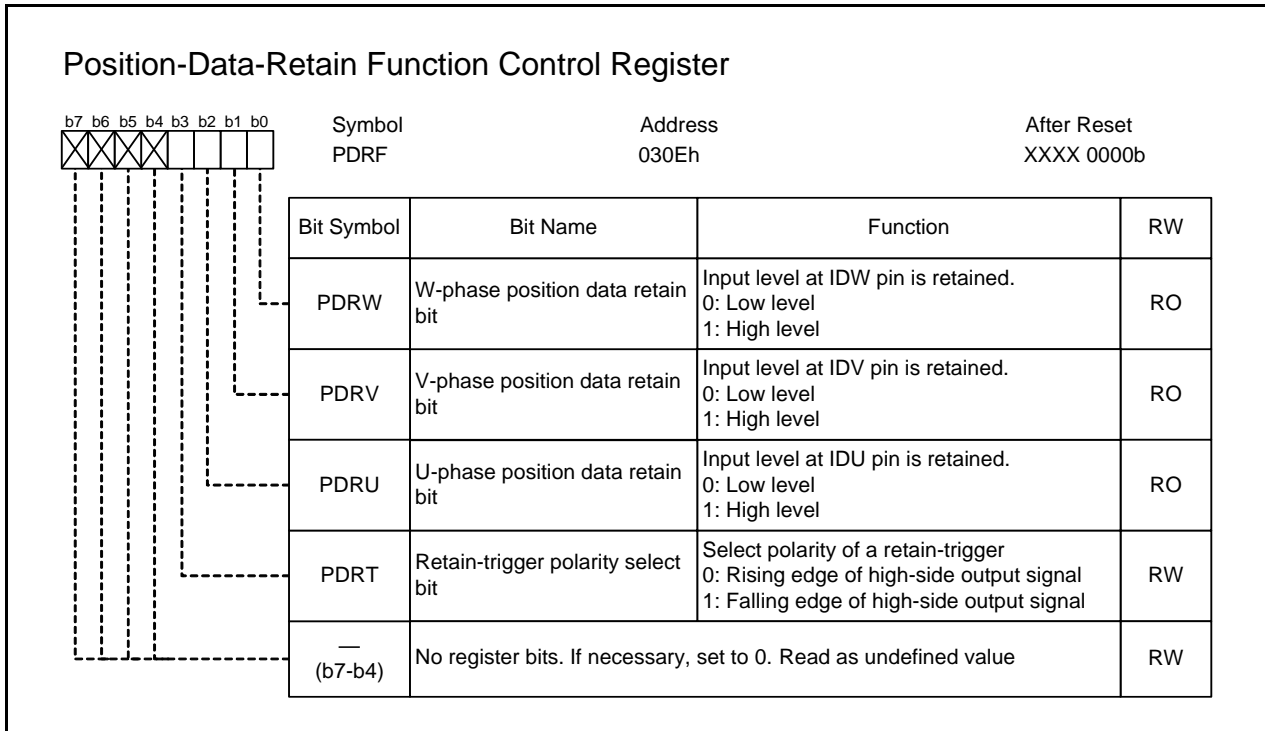 Position-Data-Retain Function Control Register
b7 b6 b5 b4 b3 b2 b1 b0
Symbol Address After Reset
PDRF 030Eh XXXX 0000b
Bit Symbol Bit Name Function RW
PDRW
W-phase position data retain
bit
Input level at IDW pin is retained.
0: Low level
1: High level
RO
PDRV
V-phase position data retain
bit
Input level at IDV pin is retained.
0: Low level
1: High level
RO
PDRU
U-phase position data retain
bit
Input level at IDU pin is retained.
0: Low level
1: High level
RO
PDRT
Retain-trigger polarity select
bit
Select polarity of a retain-trigger
0: Rising edge of high-side output signal
1: Falling edge of high-side output signal
RW
—
(b7-b4)
No register bits. If necessary, set to 0. Read as undefined value
RW